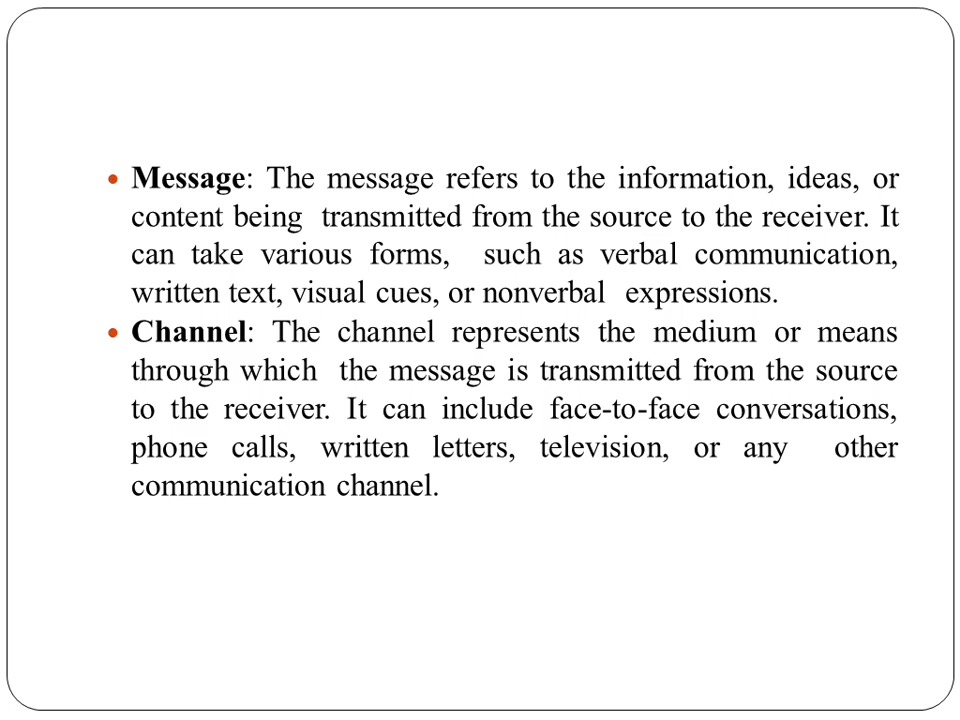 • Message: The message refers to the information, ideas, or
content being  transmitted from the source to the receiver. It
can take various forms,  such as verbal communication,
written text, visual cues, or nonverbal  expressions.
• Channel: The channel represents the medium or means
through which  the message is transmitted from the source
to the receiver. It can include face-to-face conversations,
phone calls, written letters, television, or any  other
communication channel.